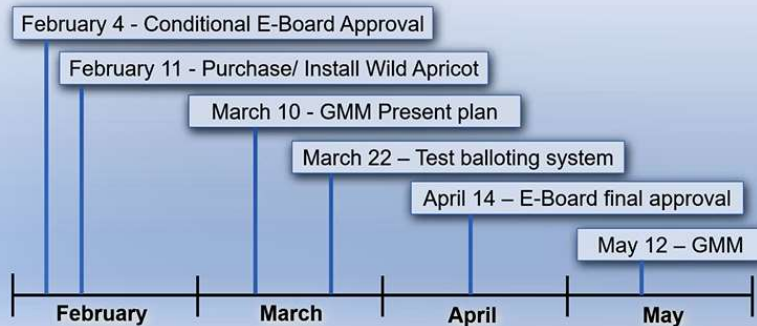 February 4 - Conditional E-Board Approval
February 11 - Purchase/ Install Wild Apricot
March 10 - GMM Present plan
March 22 – Test balloting system
April 14 – E-Board final approval
May 12 – GMM
February
March
April
May